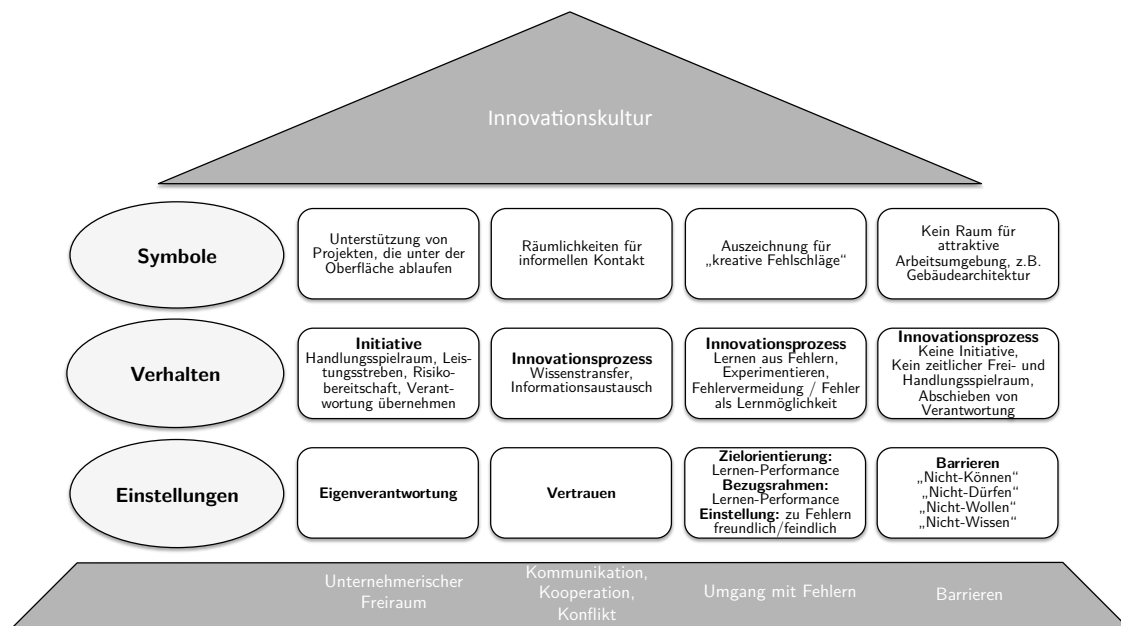 Innovationskultur
Symbole
Unterstützung von
Projekten, die unter der
Oberfläche ablaufen
Räumlichkeiten für
informellen Kontakt
Auszeichnung für
„kreative Fehlschläge“
Kein Raum für
attraktive
Arbeitsumgebung, z.B.
Gebäudearchitektur
Verhalten
Initiative
Handlungsspielraum, Leis-
tungsstreben, Risiko-
bereitschaft, Verant-
wortung übernehmen
Innovationsprozess
Wissenstransfer,
Informationsaustausch
Innovationsprozess
Lernen aus Fehlern,
Experimentieren,
Fehlervermeidung / Fehler
als Lernmöglichkeit
Innovationsprozess
Keine Initiative,
Kein zeitlicher Frei- und
Handlungsspielraum,
Abschieben von
Verantwortung
Einstellungen
Eigenverantwortung
Vertrauen
Zielorientierung:
Lernen-Performance
Bezugsrahmen:
Lernen-Performance
Einstellung: zu Fehlern
freundlich/feindlich
Barrieren
„Nicht-Können“
„Nicht-Dürfen“
„Nicht-Wollen“
„Nicht-Wissen“
Unternehmerischer
Freiraum
Kommunikation,
Kooperation,
Konflikt
Umgang mit Fehlern
Barrieren